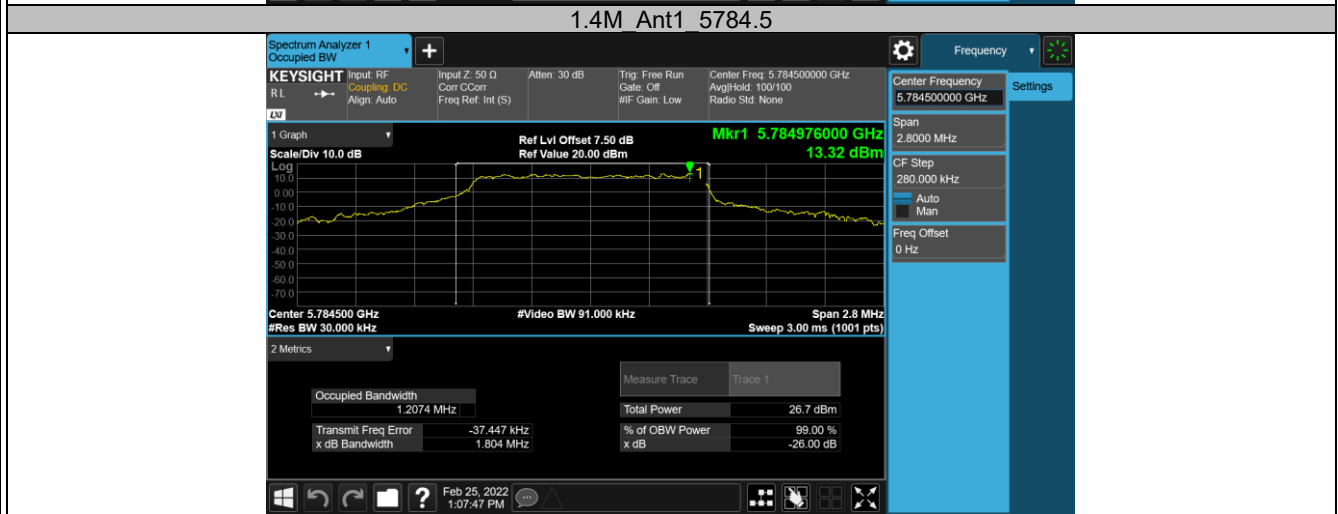 1.4M_Ant1_5784.5
Spectrum Analyzer 1
Occupied BW
+
Frequency
KEYSIGHT
R L
LXI
Input: RF
Coupling: DC
Align: Auto
Input Z: 50 Ω
Corr CCorr
Freq Ref: Int (S)
Atten: 30 dB
Trig: Free Run
Gate: Off
#IF Gain: Low
Center Freq: 5.784500000 GHz
Avg|Hold: 100/100
Radio Std: None
Center Frequency
5.784500000 GHz
Settings
Span
2.8000 MHz
CF Step
280.000 kHz
Auto
Man
Freq Offset
0 Hz
1 Graph
Scale/Div 10.0 dB
Ref Lvl Offset 7.50 dB
Ref Value 20.00 dBm
Mkr1 5.784976000 GHz
13.32 dBm
Log
10.0
0.00
-10.0
-20.0
-30.0
-40.0
-50.0
-60.0
-70.0
1
Center 5.784500 GHz
#Res BW 30.000 kHz
#Video BW 91.000 kHz
Span 2.8 MHz
Sweep 3.00 ms (1001 pts)
2 Metrics
Measure Trace Trace 1
Occupied Bandwidth
1.2074 MHz
Total Power 26.7 dBm
Transmit Freq Error -37.447 kHz
% of OBW Power 99.00 %
x dB Bandwidth 1.804 MHz
x dB -26.00 dB
?
Feb 25, 2022
1:07:47 PM